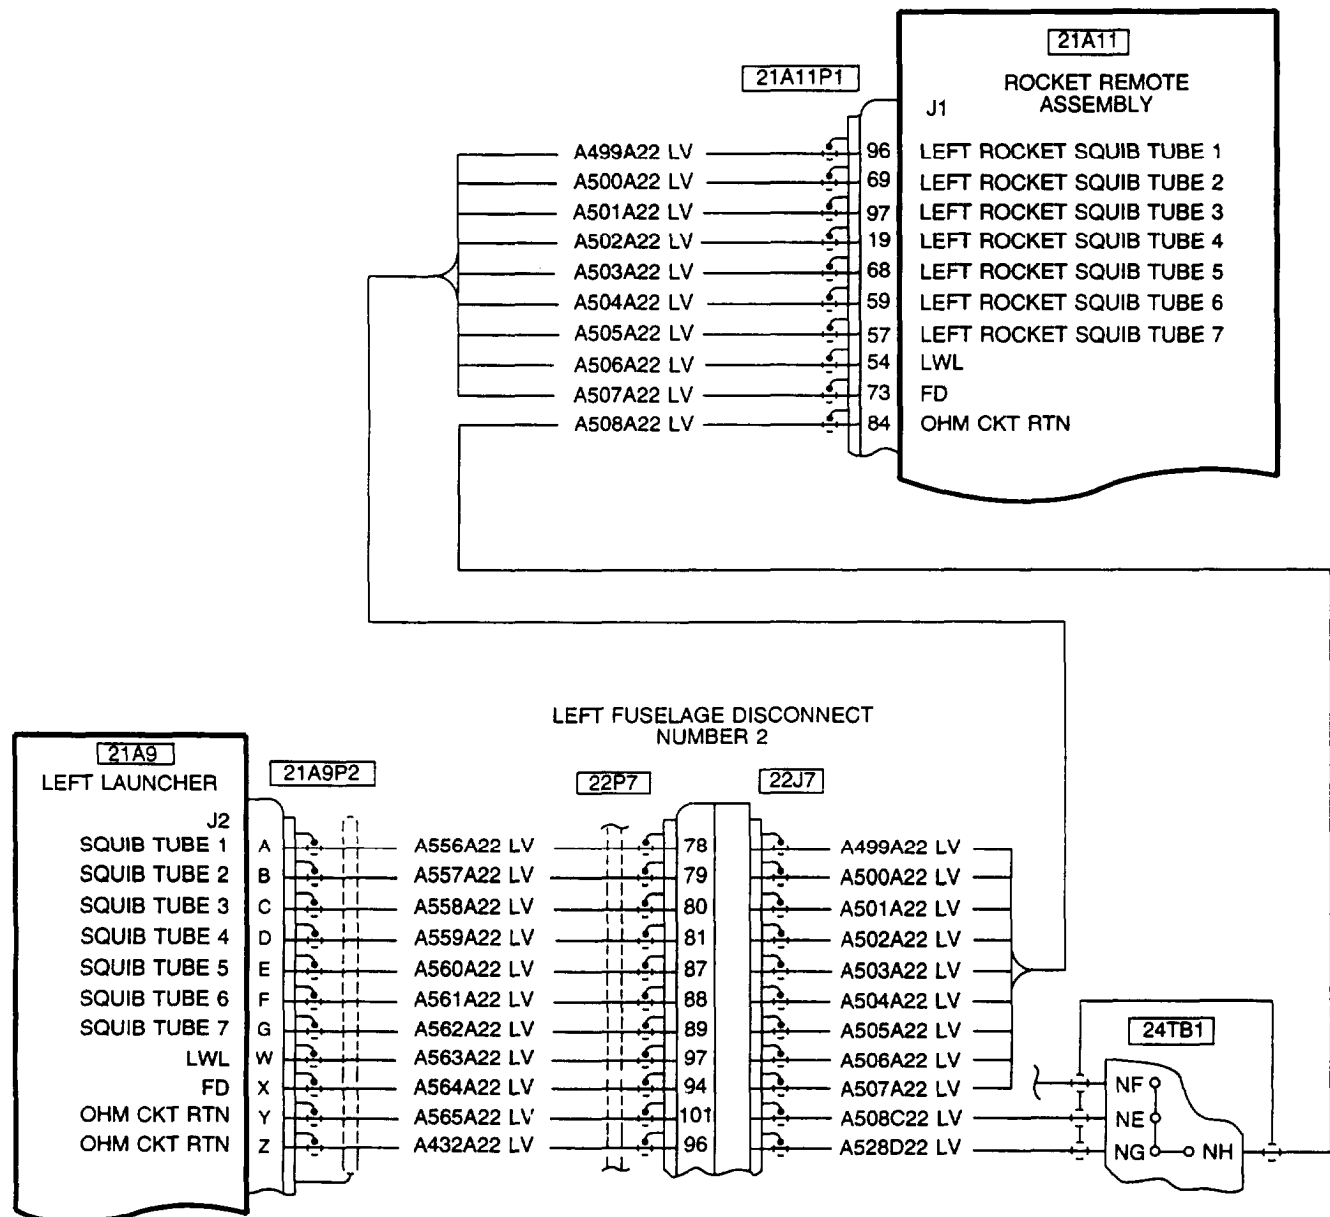 21A11
21A11P1
ROCKET REMOTE
ASSEMBLY
J1
A499A22 LV 96 LEFT ROCKET SQUIB TUBE 1
A500A22 LV 69 LEFT ROCKET SQUIB TUBE 2
A501A22 LV 97 LEFT ROCKET SQUIB TUBE 3
A502A22 LV 19 LEFT ROCKET SQUIB TUBE 4
A503A22 LV 68 LEFT ROCKET SQUIB TUBE 5
A504A22 LV 59 LEFT ROCKET SQUIB TUBE 6
A505A22 LV 57 LEFT ROCKET SQUIB TUBE 7
A506A22 LV 54 LWL
A507A22 LV 73 FD
A508A22 LV 84 OHM CKT RTN
LEFT FUSELAGE DISCONNECT
NUMBER 2
21A9
LEFT LAUNCHER
21A9P2
22P7
22J7
J2
SQUIB TUBE 1 A A556A22 LV 78 A499A22 LV
SQUIB TUBE 2 B A557A22 LV 79 A500A22 LV
SQUIB TUBE 3 C A558A22 LV 80 A501A22 LV
SQUIB TUBE 4 D A559A22 LV 81 A502A22 LV
SQUIB TUBE 5 E A560A22 LV 87 A503A22 LV
SQUIB TUBE 6 F A561A22 LV 88 A504A22 LV
SQUIB TUBE 7 G A562A22 LV 89 A505A22 LV
LWL W A563A22 LV 97 A506A22 LV
FD X A564A22 LV 94 A507A22 LV
OHM CKT RTN Y A565A22 LV 101 A508C22 LV
OHM CKT RTN Z A432A22 LV 96 A528D22 LV
24TB1
NF
NE
NG NH